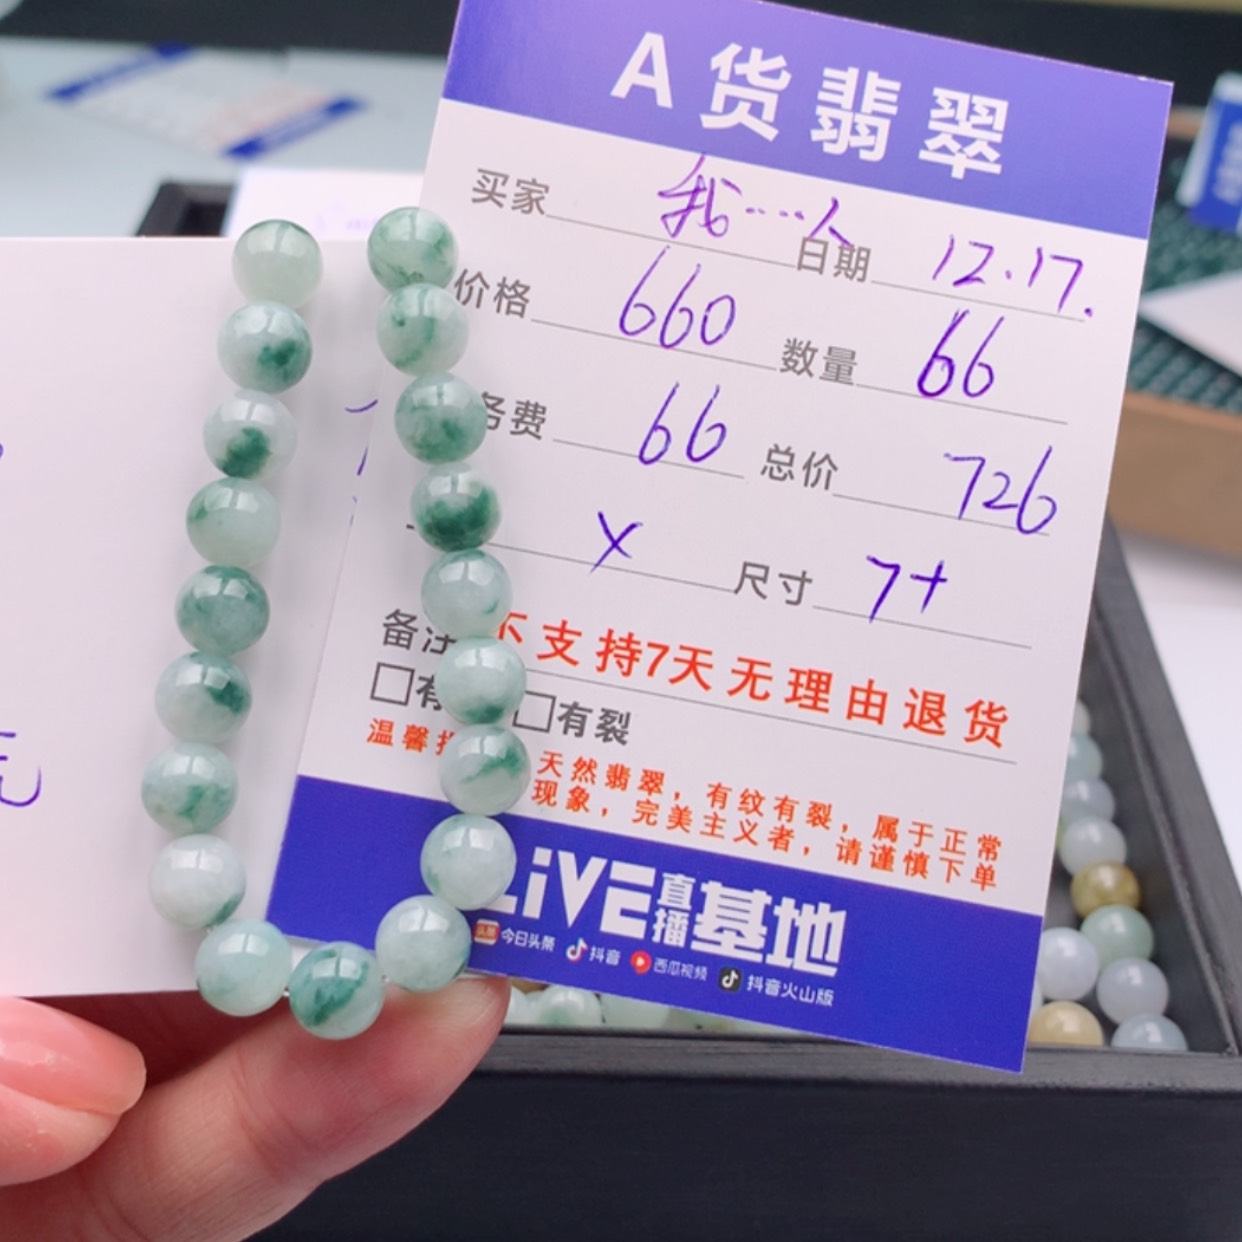 A货翡翠
买家 我····人
日期 12.17.
价格 660 数量 66
务费 66 总价 726
x 尺寸 7+
备注 不支持7天无理由退货
□有 □有裂
温馨 天然翡翠，有纹有裂，属于正常
现象，完美主义者，请谨慎下单
LiVE直播基地
头条 今日头条 抖音 西瓜视频 抖音火山版